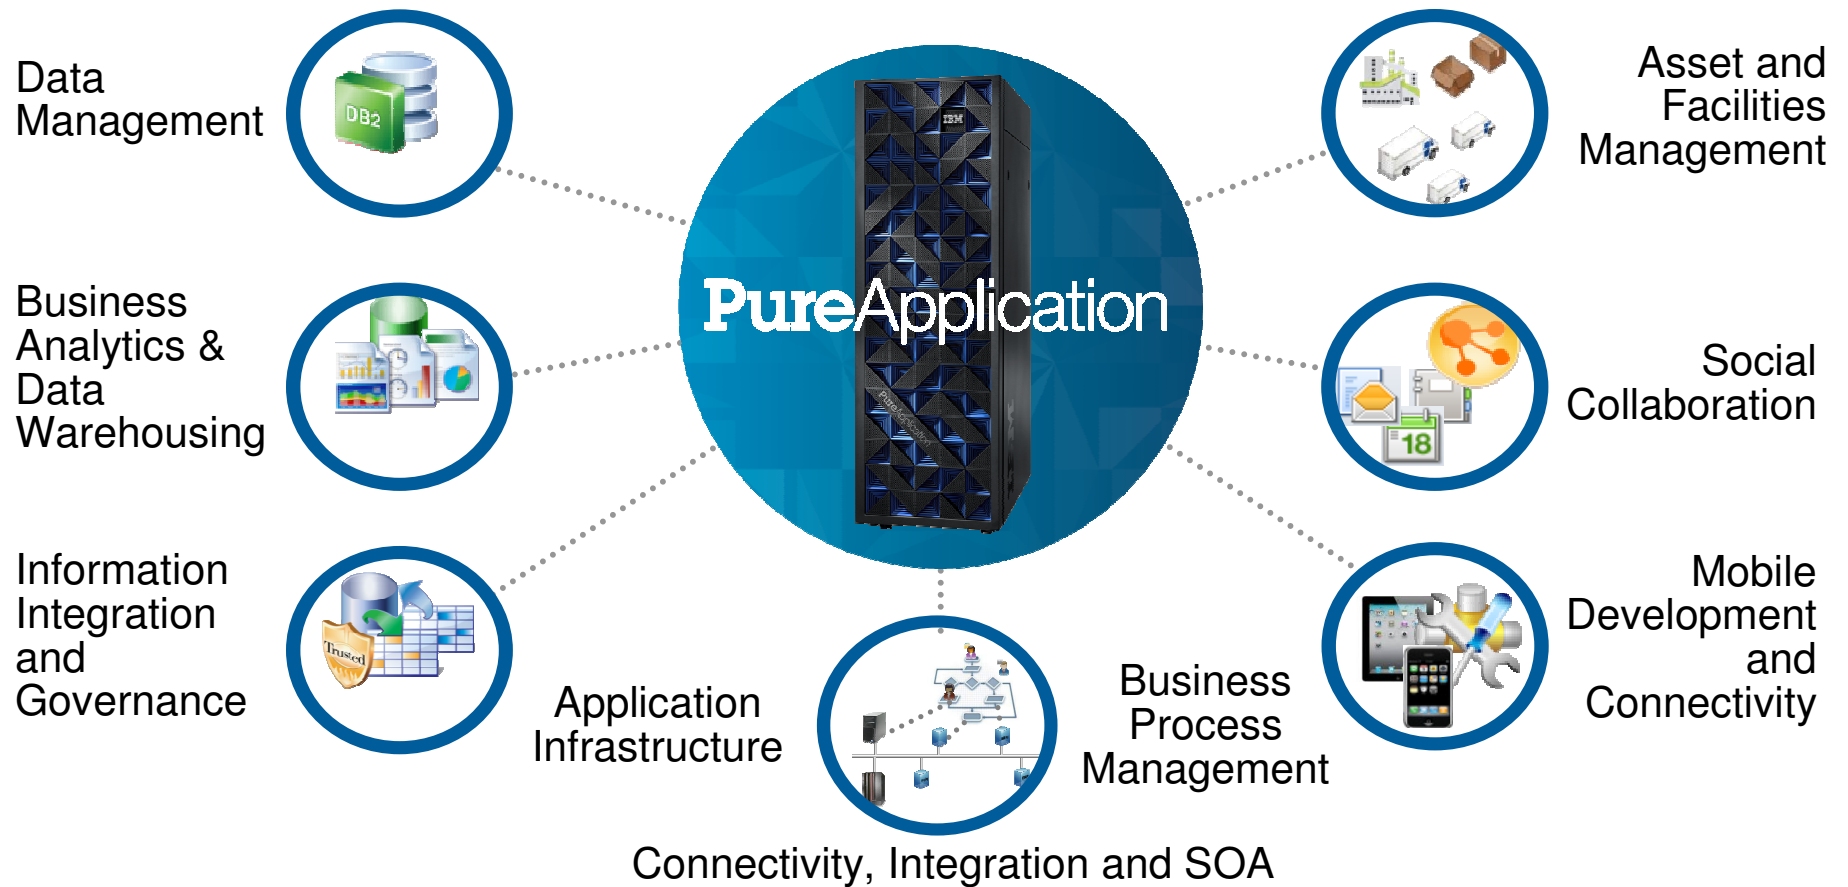 Data
Management
DB2
IBM
PureApplication
PureApplication
Asset and
Facilities
Management
Business
Analytics &
Data
Warehousing
Social
Collaboration
18
Information
Integration
and
Governance
Trusted
Application
Infrastructure
Business
Process
Management
Mobile
Development
and
Connectivity
Connectivity, Integration and SOA